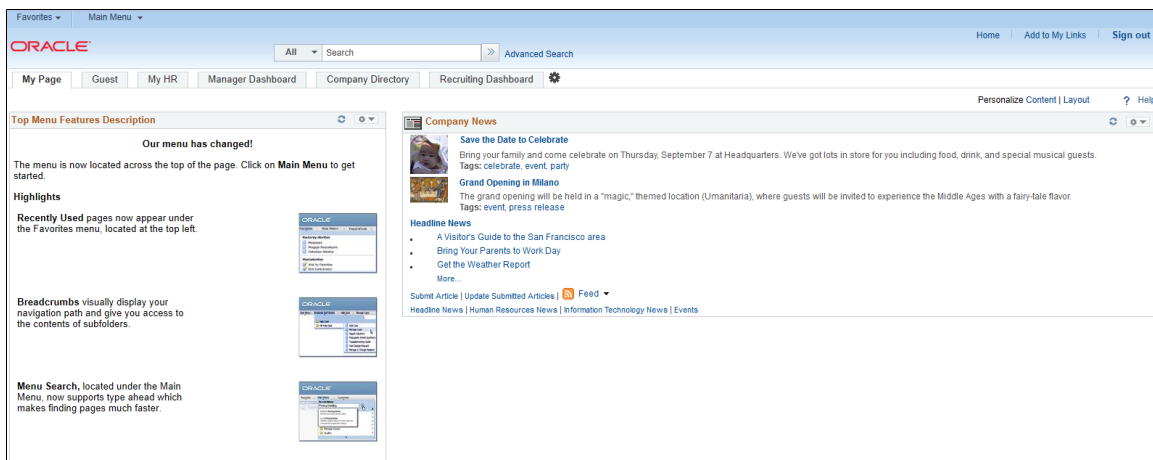 Favorites Main Menu
Home Add to My Links Sign out
ORACLE
All Search Advanced Search
My Page Guest My HR Manager Dashboard Company Directory Recruiting Dashboard
Personalize Content | Layout ? Help
Top Menu Features Description
Our menu has changed!
The menu is now located across the top of the page. Click on Main Menu to get
started.
Highlights
Recently Used pages now appear under
the Favorites menu, located at the top left.
ORACLE
Breadcrumbs visually display your
navigation path and give you access to
the contents of subfolders.
ORACLE
Menu Search, located under the Main
Menu, now supports type ahead which
makes finding pages much faster.
ORACLE
Company News
Save the Date to Celebrate
Bring your family and come celebrate on Thursday, September 7 at Headquarters. We've got lots in store for you including food, drink, and special musical guests.
Tags: celebrate, event, party
Grand Opening in Milano
The grand opening will be held in a "magic," themed location (Umanitaria), where guests will be invited to experience the Middle Ages with a fairy-tale flavor.
Tags: event, press release
Headline News
A Visitor's Guide to the San Francisco area
Bring Your Parents to Work Day
Get the Weather Report
More...
Submit Article | Update Submitted Articles | Feed
Headline News | Human Resources News | Information Technology News | Events